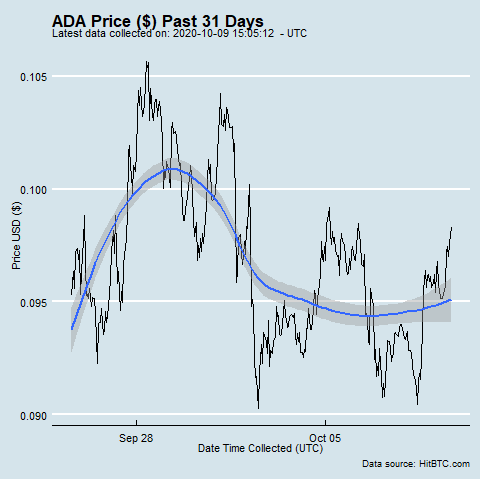 ADA Price ($) Past 31 Days
Latest data collected on: 2020-10-09 15:05:12 - UTC
0.105
0.100
0.095
0.090
Price USD ($)
Sep 28
Oct 05
Date Time Collected (UTC)
Data source: HitBTC.com